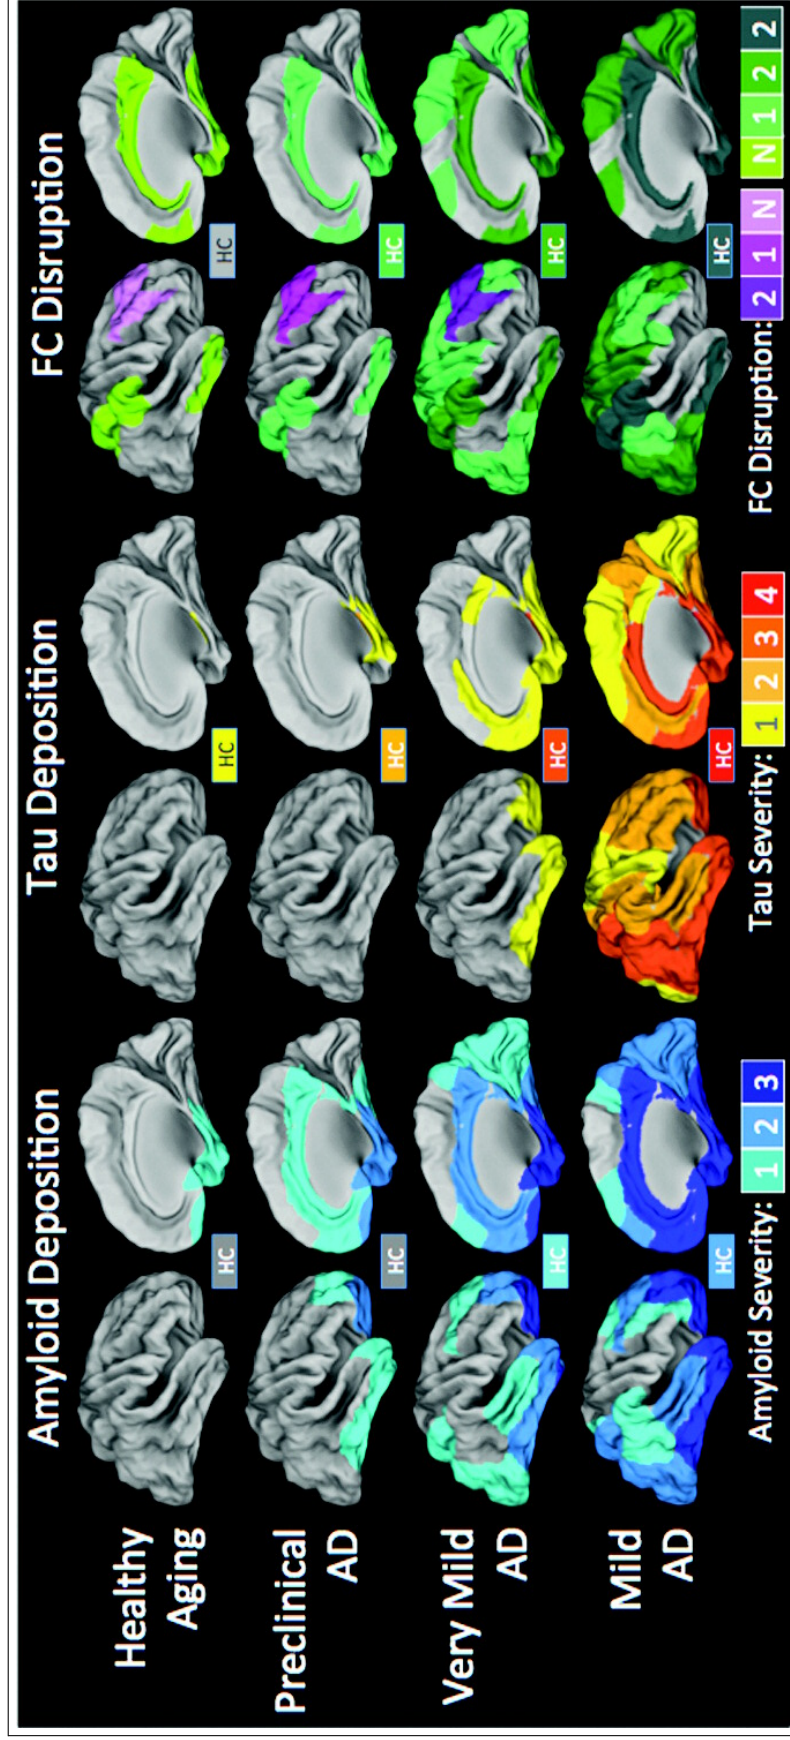 Amyloid Deposition
Tau Deposition
FC Disruption
Healthy
Aging
HC
HC
HC
Preclinical
AD
HC
HC
HC
Very Mild
AD
HC
HC
HC
Mild
AD
HC
HC
HC
Amyloid Severity: 1 2 3
Tau Severity: 1 2 3 4
FC Disruption: 2 1 N N 1 2 2